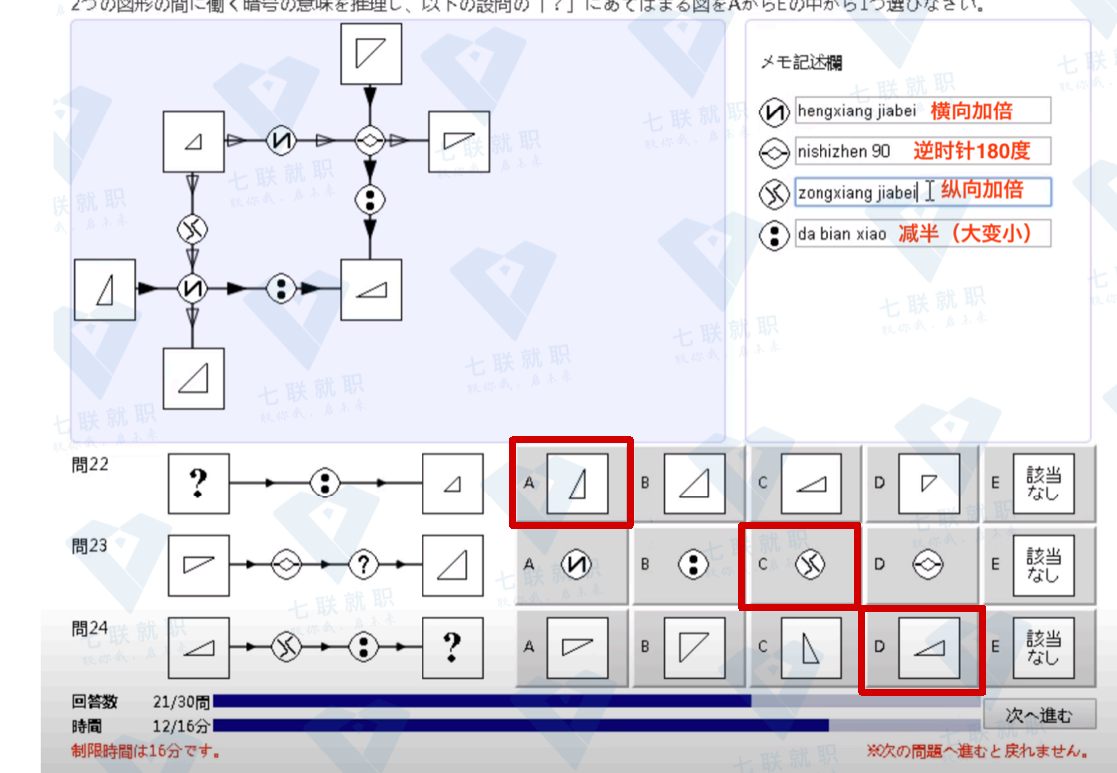 2つの図形の間に働く暗号の意味を推理し、以下の設問の「？」にあてはまる図をAからEの中から1つ選びなさい。
メモ記述欄
hengxiang jiabei 横向加倍
nishizhen 90 逆时针180度
zongxiang jiabei 纵向加倍
da bian xiao 减半（大变小）
問22
?
A
B
C
D
E
該当
なし
問23
?
A
B
C
D
E
該当
なし
問24
?
A
B
C
D
E
該当
なし
回答数 21/30問
時間 12/16分
次へ進む
制限時間は16分です。
※次の問題へ進むと戻れません。
七联就职